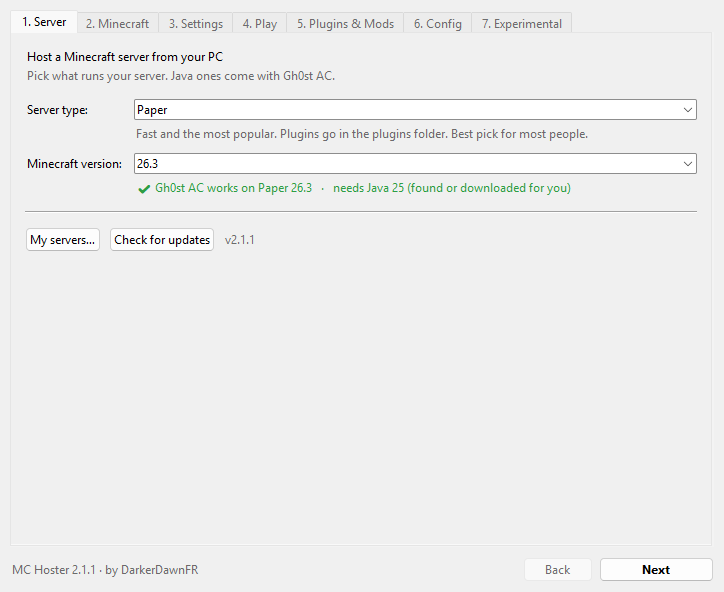 1. Server 2. Minecraft 3. Settings 4. Play 5. Plugins & Mods 6. Config 7. Experimental
Host a Minecraft server from your PC
Pick what runs your server. Java ones come with Gh0st AC.
Server type: Paper
Fast and the most popular. Plugins go in the plugins folder. Best pick for most people.
Minecraft version: 26.3
Gh0st AC works on Paper 26.3 · needs Java 25 (found or downloaded for you)
My servers... Check for updates v2.1.1
MC Hoster 2.1.1 · by DarkerDawnFR Back Next